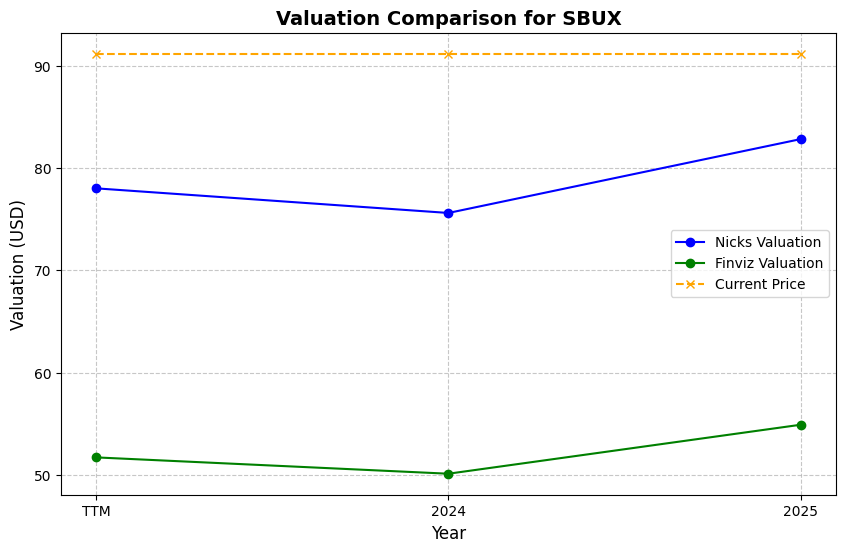 Valuation Comparison for SBUX
Valuation (USD)
90
80
70
60
50
Nicks Valuation
Finviz Valuation
Current Price
TTM
2024
2025
Year